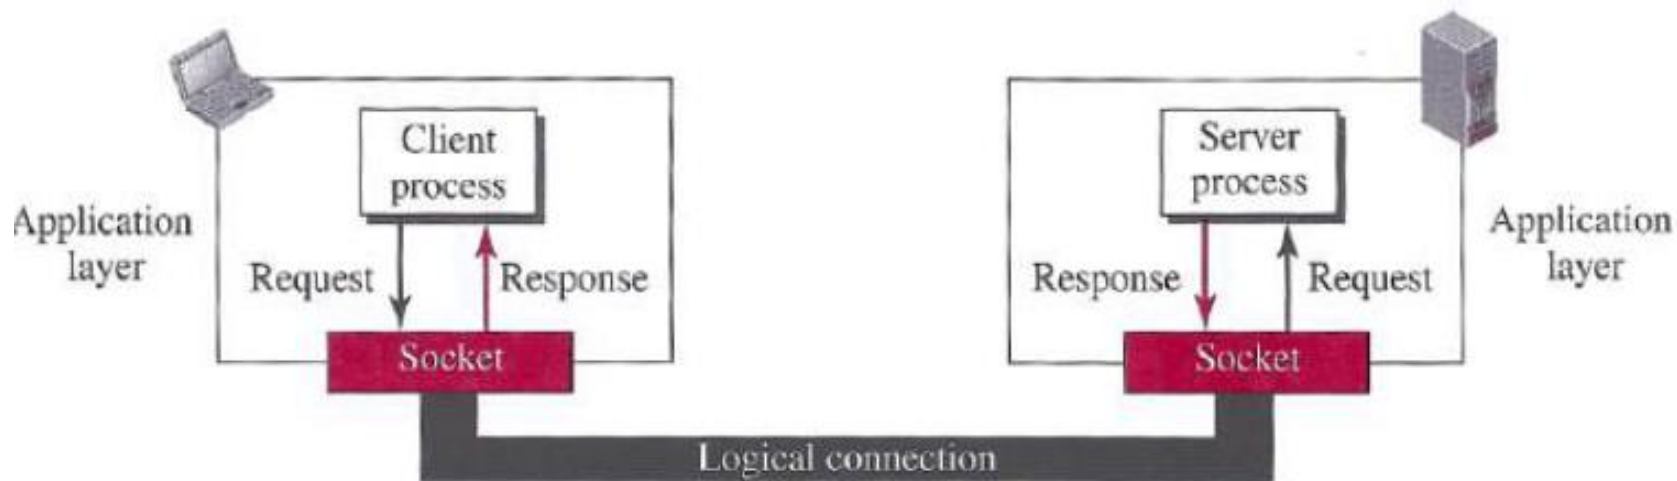 Client
process
Server
process
Application
layer
Request
Response
Response
Request
Application
layer
Socket
Socket
Logical connection